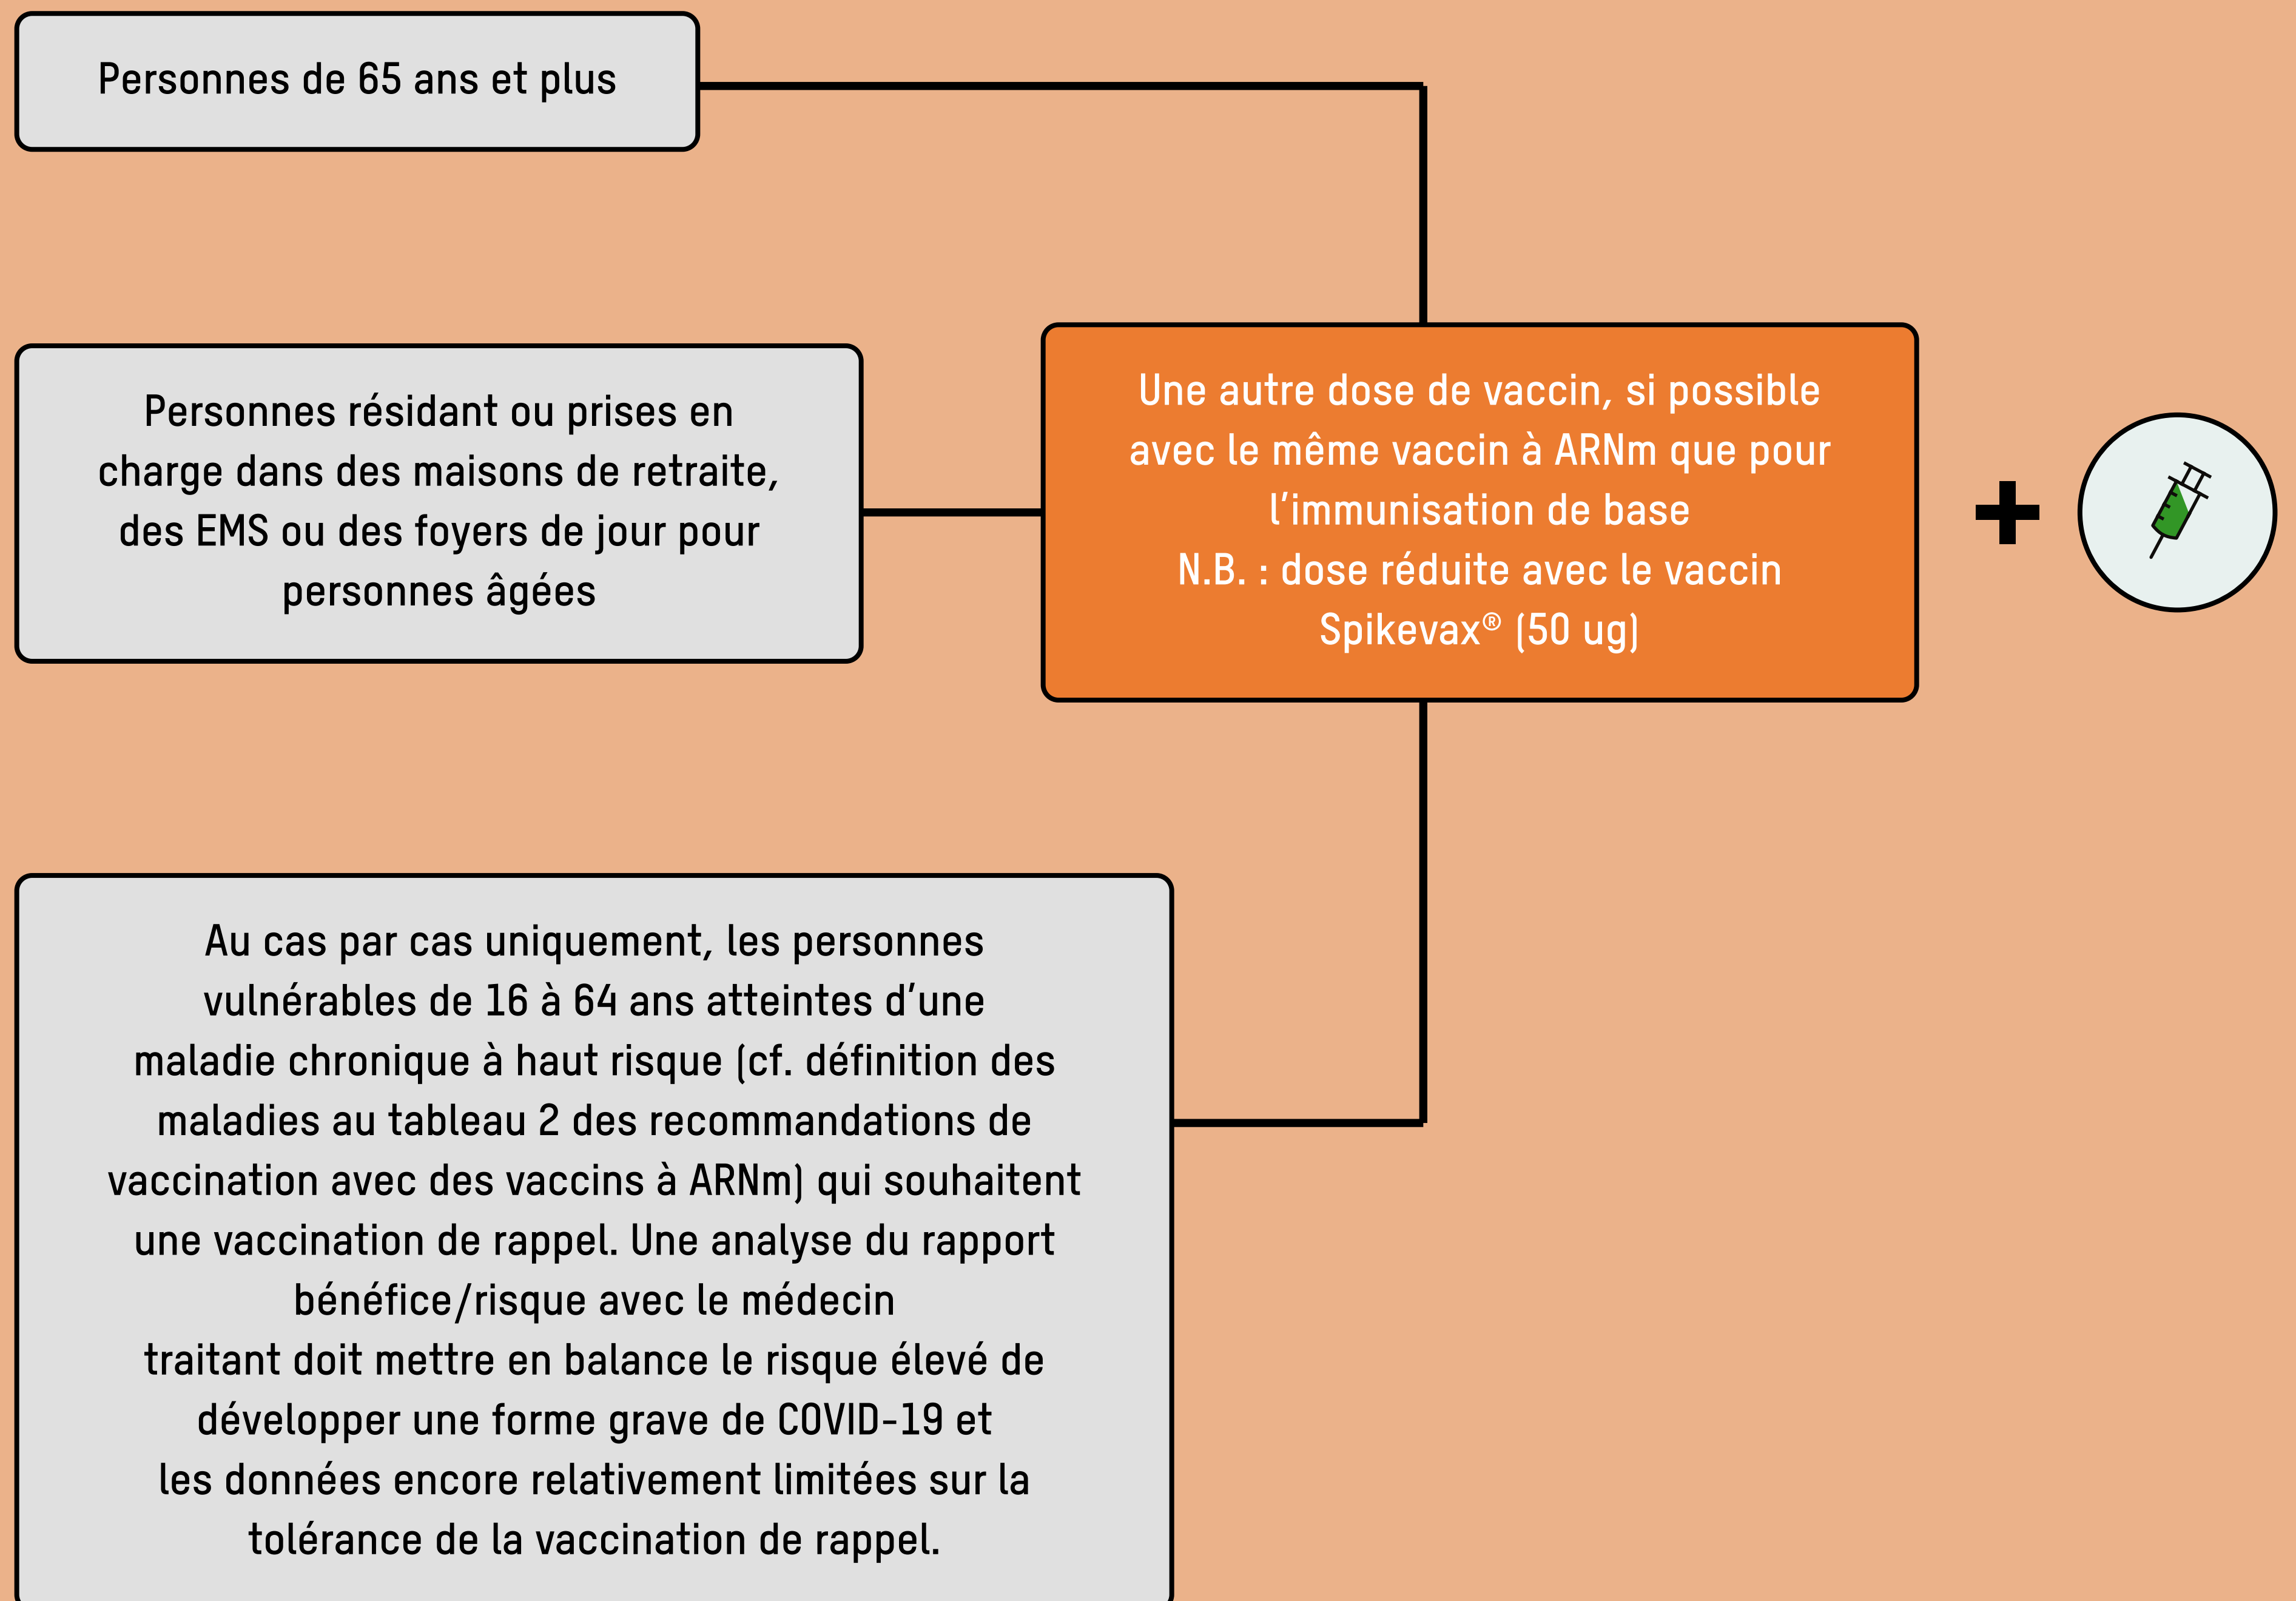 Personnes de 65 ans et plus
Personnes résidant ou prises en
charge dans des maisons de retraite,
des EMS ou des foyers de jour pour
personnes âgées
Une autre dose de vaccin, si possible
avec le même vaccin à ARNm que pour
l'immunisation de base
N.B. : dose réduite avec le vaccin
Spikevax® (50 ug)
Au cas par cas uniquement, les personnes
vulnérables de 16 à 64 ans atteintes d'une
maladie chronique à haut risque (cf. définition des
maladies au tableau 2 des recommandations de
vaccination avec des vaccins à ARNm) qui souhaitent
une vaccination de rappel. Une analyse du rapport
bénéfice/risque avec le médecin
traitant doit mettre en balance le risque élevé de
développer une forme grave de COVID-19 et
les données encore relativement limitées sur la
tolérance de la vaccination de rappel.